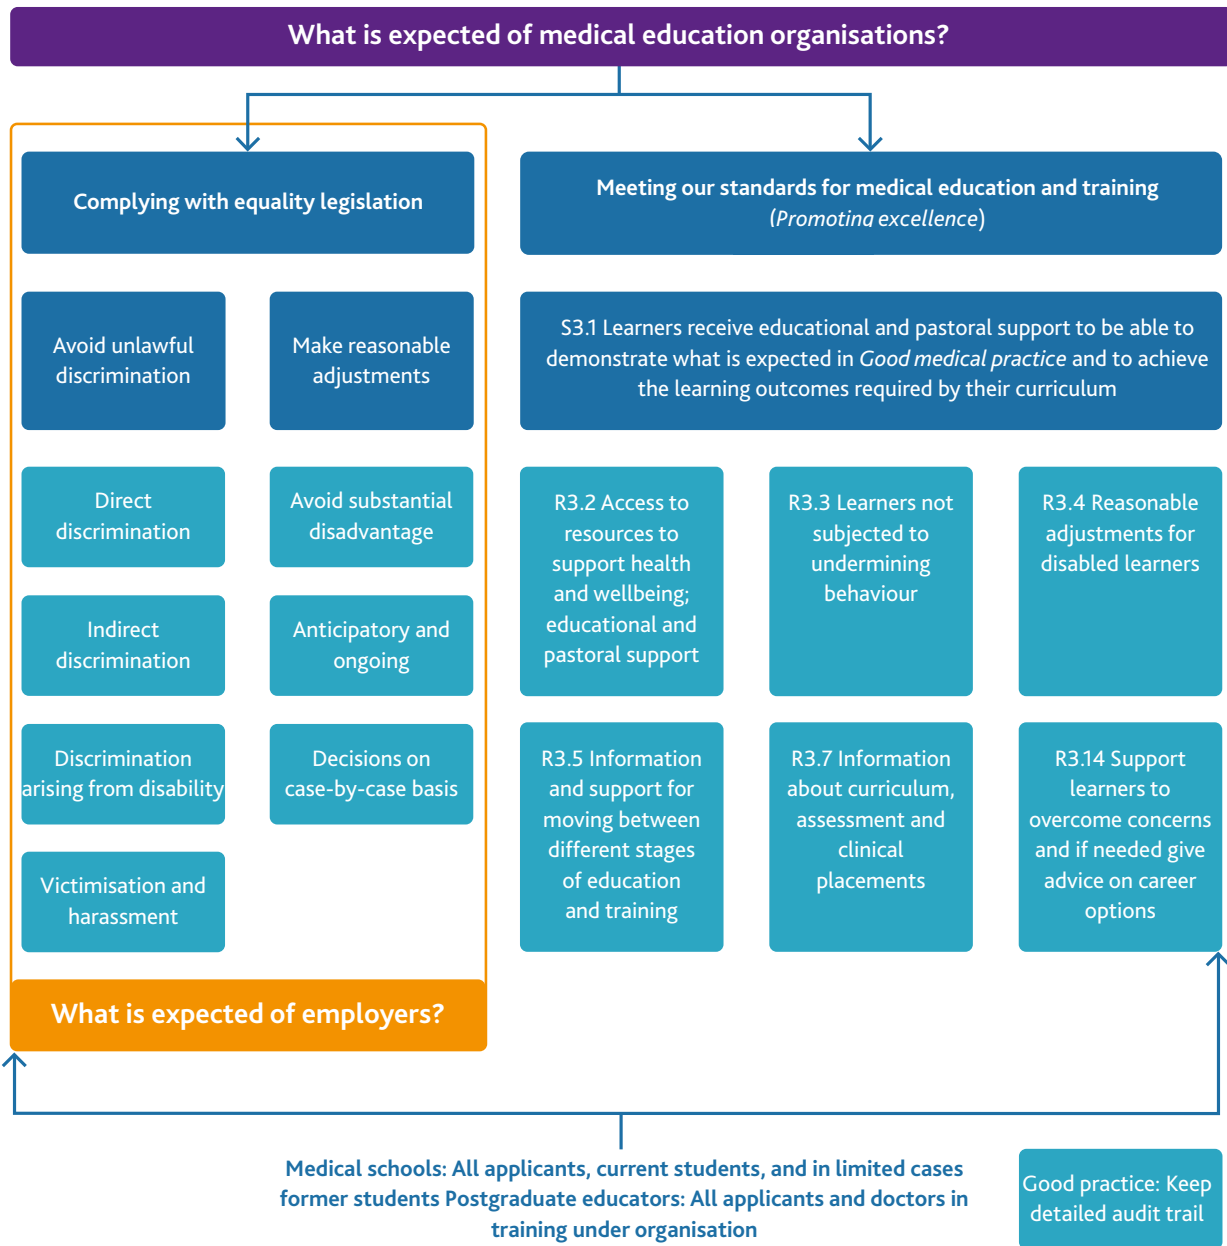 What is expected of medical education organisations?
Complying with equality legislation
Meeting our standards for medical education and training
(Promoting excellence)
Avoid unlawful
discrimination
Make reasonable
adjustments
S3.1 Learners receive educational and pastoral support to be able to
demonstrate what is expected in Good medical practice and to achieve
the learning outcomes required by their curriculum
Direct
discrimination
Avoid substantial
disadvantage
R3.2 Access to
resources to
support health
and wellbeing;
educational and
pastoral support
R3.3 Learners not
subjected to
undermining
behaviour
R3.4 Reasonable
adjustments for
disabled learners
Indirect
discrimination
Anticipatory and
ongoing
Discrimination
arising from disability
Decisions on
case-by-case basis
R3.5 Information
and support for
moving between
different stages
of education
and training
R3.7 Information
about curriculum,
assessment and
clinical
placements
R3.14 Support
learners to
overcome concerns
and if needed give
advice on career
options
Victimisation and
harassment
What is expected of employers?
Medical schools: All applicants, current students, and in limited cases
former students Postgraduate educators: All applicants and doctors in
training under organisation
Good practice: Keep
detailed audit trail